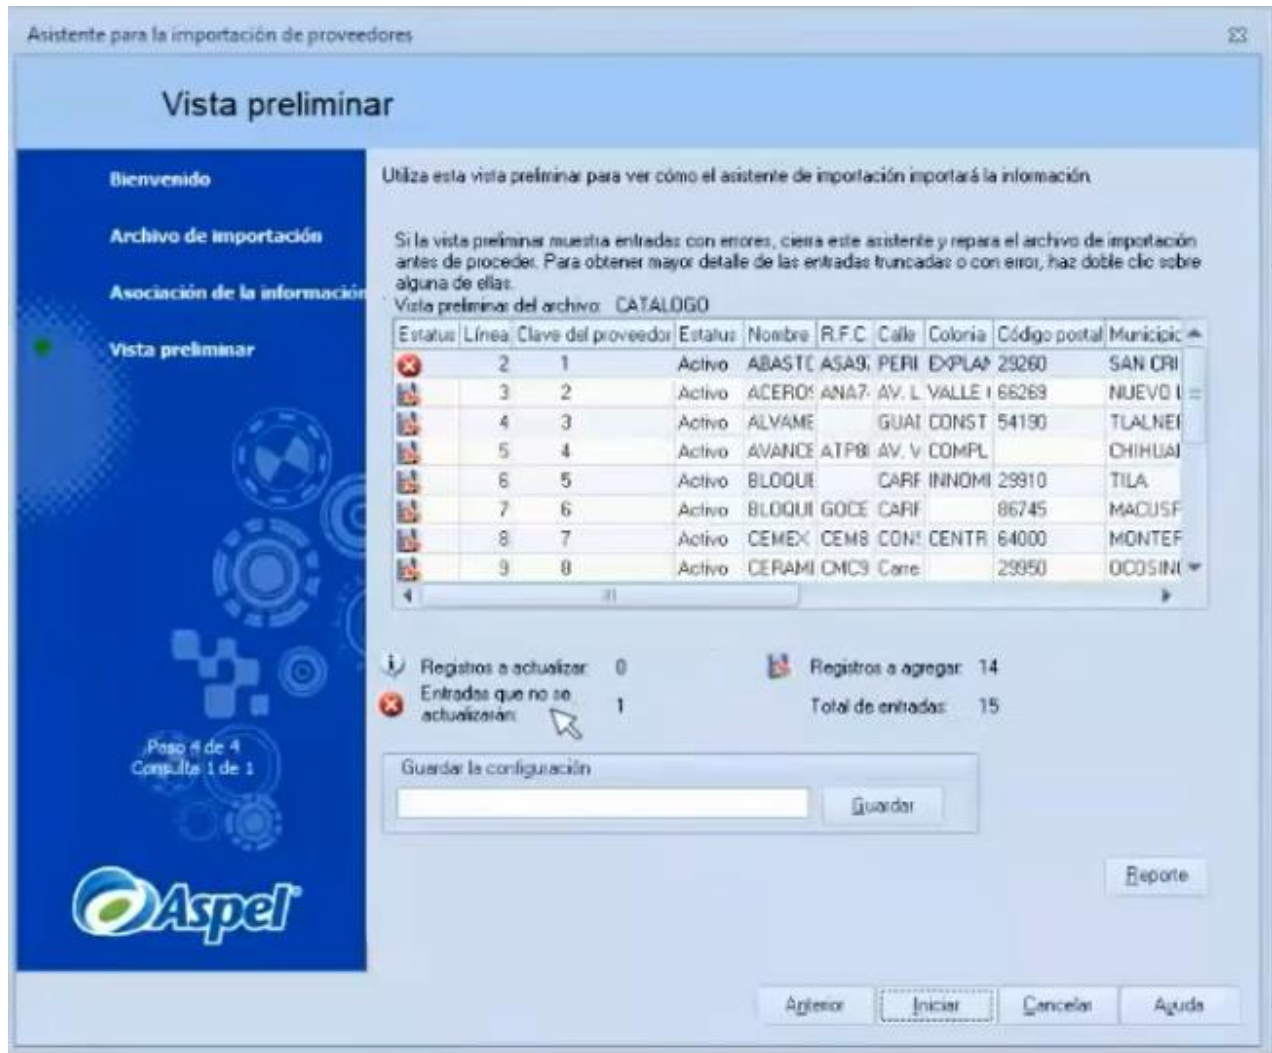 Asistente para la importación de proveedores
Vista preliminar
Bienvenido
Archivo de importación
Asociación de la información
Vista preliminar
Paso 4 de 4
Consulta 1 de 1
Aspel
Utiliza esta vista preliminar para ver cómo el asistente de importación importará la información.
Si la vista preliminar muestra entradas con errores, cierra este asistente y repara el archivo de importación
antes de proceder. Para obtener mayor detalle de las entradas truncadas o con error, haz doble clic sobre
alguna de ellas.
Vista preliminar del archivo: CATALOGO
Estatus Línea Clave del proveedor Estatus Nombre R.F.C Calle Colonia Código postal Municipic
2 1 Activo ABASTC ASA9 PERI EXPLAN 29260 SAN CRI
3 2 Activo ACEROS ANA7 AV. L VALLE 66269 NUEVO L
4 3 Activo ALVAME GUAD CONST 54190 TLALNEI
5 4 Activo AVANCE ATP8 AV. V COMPL CHIHUAI
6 5 Activo BLOQUE CARR INNOMI 29910 TILA
7 6 Activo BLOQUE GOCE CARR 86745 MACUSP
8 7 Activo CEMEX CEM8 CONS CENTR 64000 MONTER
9 8 Activo CERAMI CMC9 Carre 29950 OCOSING
Registros a actualizar: 0
Registros a agregar: 14
Entradas que no se
actualizarán: 1
Total de entradas: 15
Guardar la configuración
Guardar
Reporte
Anterior Iniciar Cancelar Ayuda